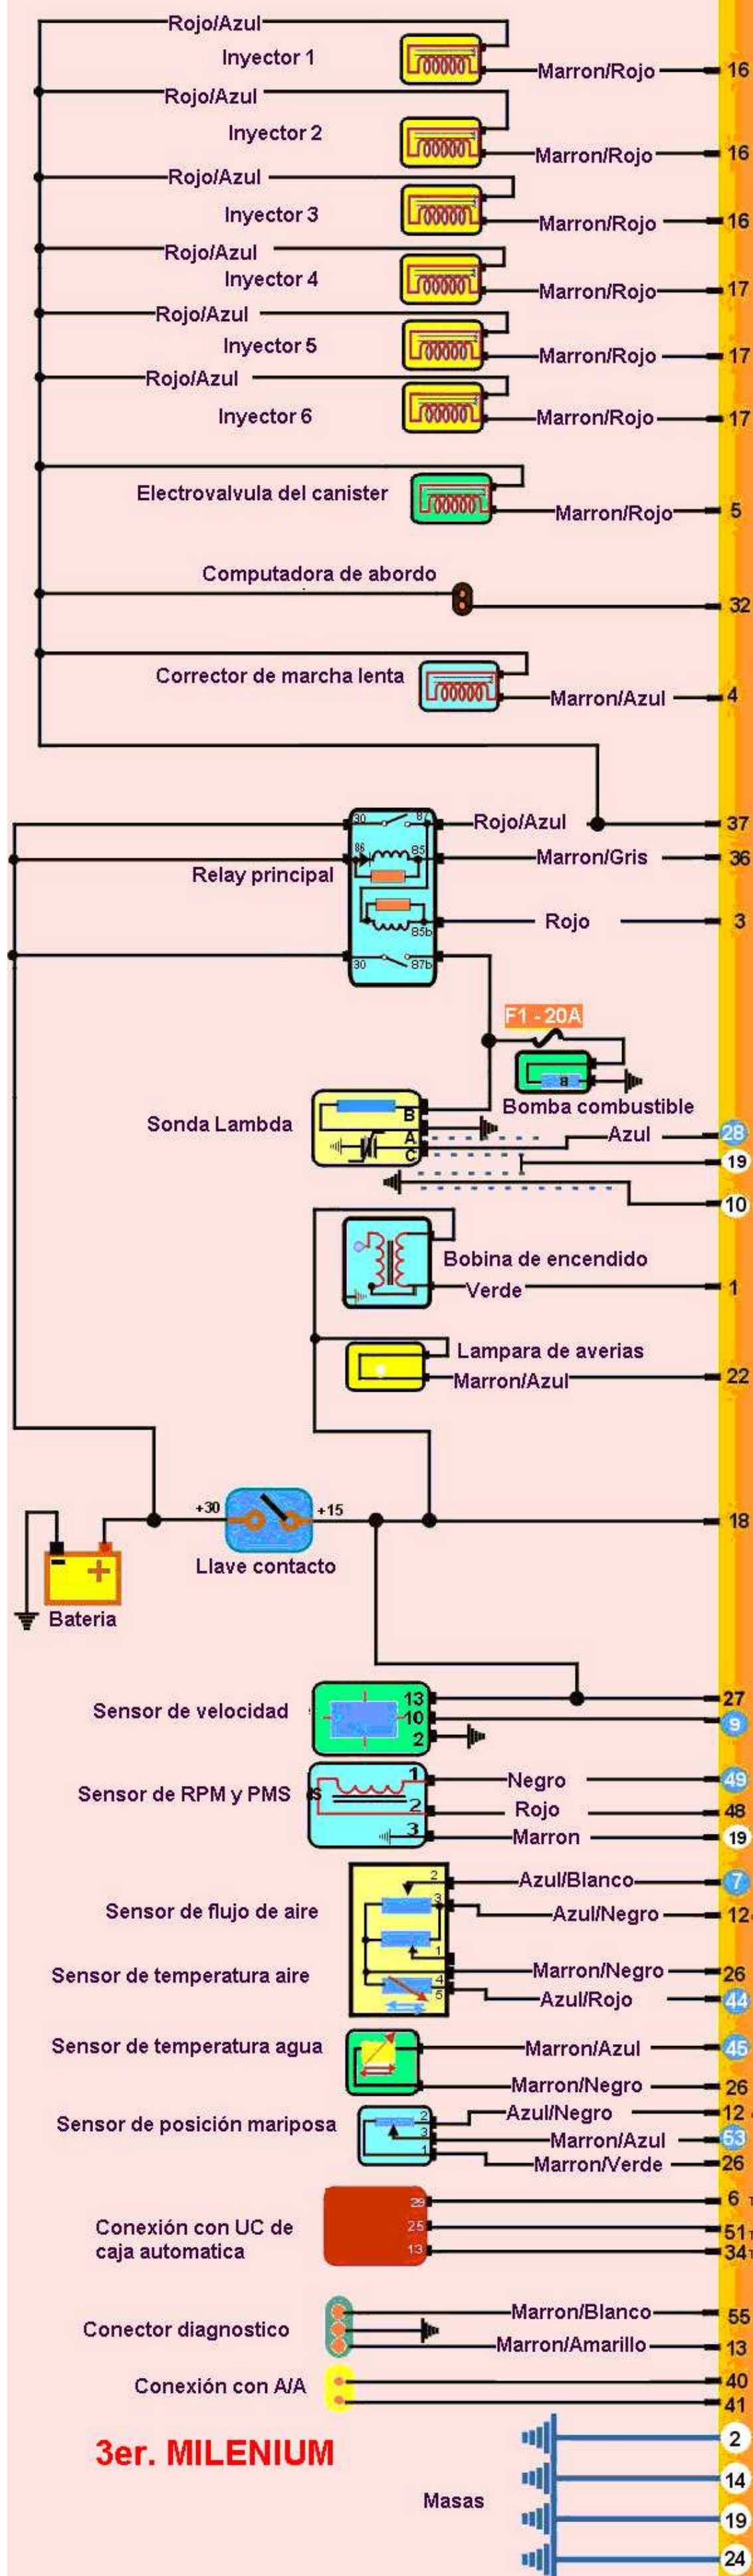 Rojo/Azul
Inyector 1
Marron/Rojo 16
Rojo/Azul
Inyector 2
Marron/Rojo 16
Rojo/Azul
Inyector 3
Marron/Rojo 16
Rojo/Azul
Inyector 4
Marron/Rojo 17
Rojo/Azul
Inyector 5
Marron/Rojo 17
Rojo/Azul
Inyector 6
Marron/Rojo 17
Electrovalvula del canister
Marron/Rojo 5
Computadora de abordo
32
Corrector de marcha lenta
Marron/Azul 4
30 87 Rojo/Azul 37
86 85 Marron/Gris 36
Relay principal
85b Rojo 3
30 87b
F1 - 20A
B
Bomba combustible
Sonda Lambda
B
A
C
Azul 28
19
10
Bobina de encendido
Verde 1
Lampara de averias
Marron/Azul 22
+30 +15 18
Llave contacto
- +
Bateria
Sensor de velocidad
13 27
10 9
2
Sensor de RPM y PMS
1 Negro 49
2 Rojo 48
3 Marron 19
Sensor de flujo de aire
2 Azul/Blanco 7
3 Azul/Negro 12
1
Sensor de temperatura aire
4 Marron/Negro 26
5 Azul/Rojo 44
Sensor de temperatura agua
Marron/Azul 45
Marron/Negro 26
Sensor de posición mariposa
2 Azul/Negro 12
3 Marron/Azul 53
1 Marron/Verde 26
Conexión con UC de
caja automatica
29 6 T
25 51 T
13 34 T
Conector diagnostico
Marron/Blanco 55
Marron/Amarillo 13
Conexión con A/A
40
41
3er. MILENIUM
Masas
2
14
19
24